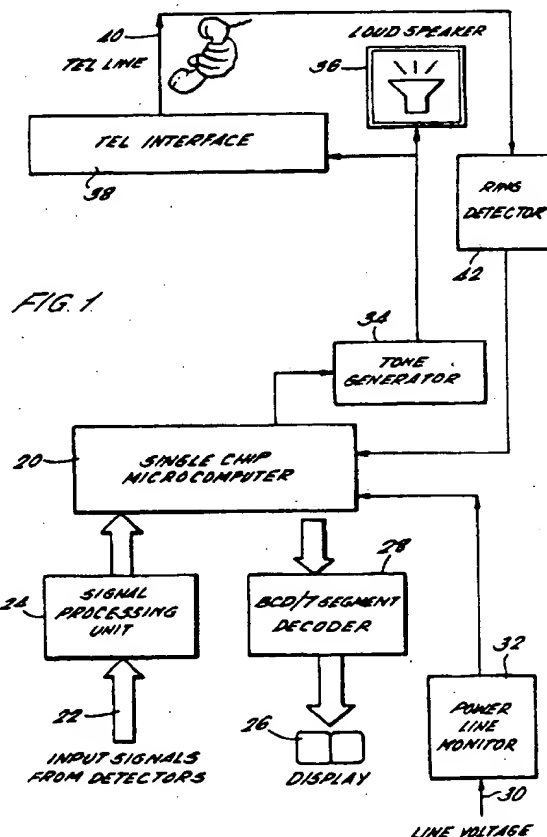 40
TEL LINE
LOUD SPEAKER
36
TEL INTERFACE
38
RING
DETECTOR
42
FIG. 1
34
TONE
GENERATOR
20
SINGLE CHIP
MICROCOMPUTER
24
SIGNAL
PROCESSING
UNIT
28
BCD/7 SEGMENT
DECODER
32
POWER
LINE
MONITOR
22
26
INPUT SIGNALS
FROM DETECTORS
DISPLAY
30
LINE VOLTAGE